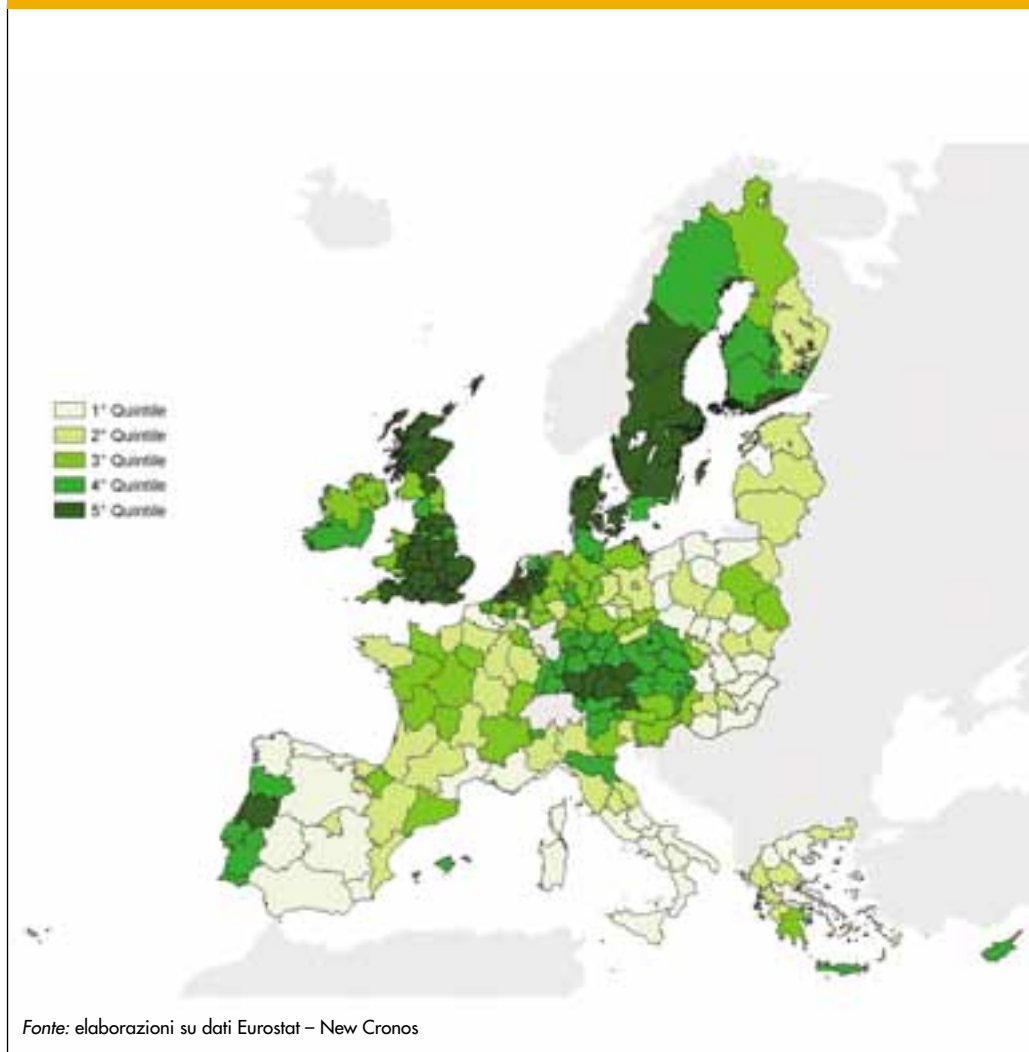 1° Quintile
2° Quintile
3° Quintile
4° Quintile
5° Quintile
Fonte: elaborazioni su dati Eurostat – New Cronos